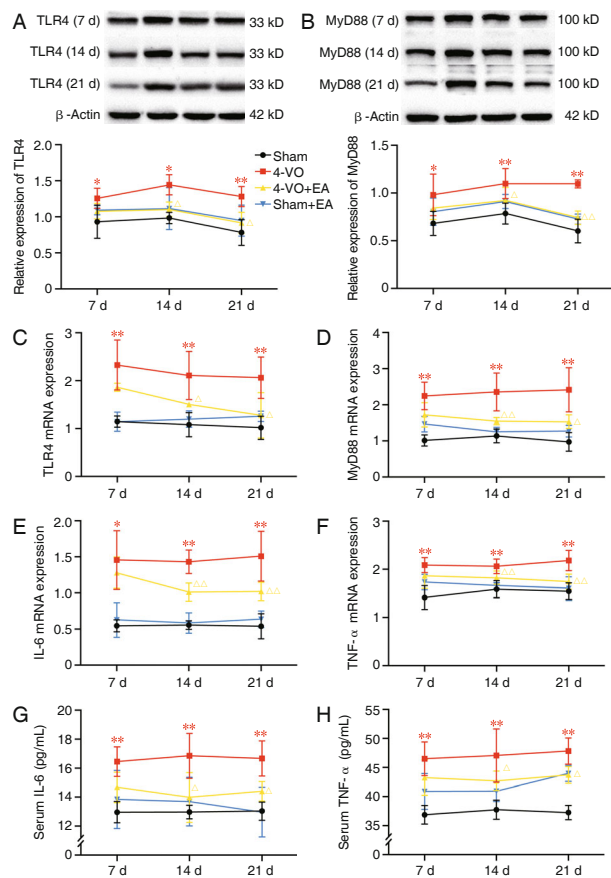 A
TLR4 (7 d) 33 kD
TLR4 (14 d) 33 kD
TLR4 (21 d) 33 kD
β-Actin 42 kD
B
MyD88 (7 d) 100 kD
MyD88 (14 d) 100 kD
MyD88 (21 d) 100 kD
β-Actin 42 kD
Relative expression of TLR4
2.0
1.5
1.0
0.5
0
* * **
△ △
7 d 14 d 21 d
Sham
4-VO
4-VO+EA
Sham+EA
Relative expression of MyD88
1.5
1.0
0.5
0
* ** **
△ △△
7 d 14 d 21 d
C
TLR4 mRNA expression
3
2
1
0
** ** **
△ △
7 d 14 d 21 d
D
MyD88 mRNA expression
4
3
2
1
0
** ** **
△△ △
7 d 14 d 21 d
E
IL-6 mRNA expression
2.0
1.5
1.0
0.5
0
* ** **
△△ △△
7 d 14 d 21 d
F
TNF-α mRNA expression
3
2
1
0
** ** **
△△ △△
7 d 14 d 21 d
G
Serum IL-6
(pg/mL)
20
18
16
14
12
0
** ** **
△ △
7 d 14 d 21 d
H
Serum TNF-α
(pg/mL)
55
50
45
40
35
0
** ** **
△ △
7 d 14 d 21 d